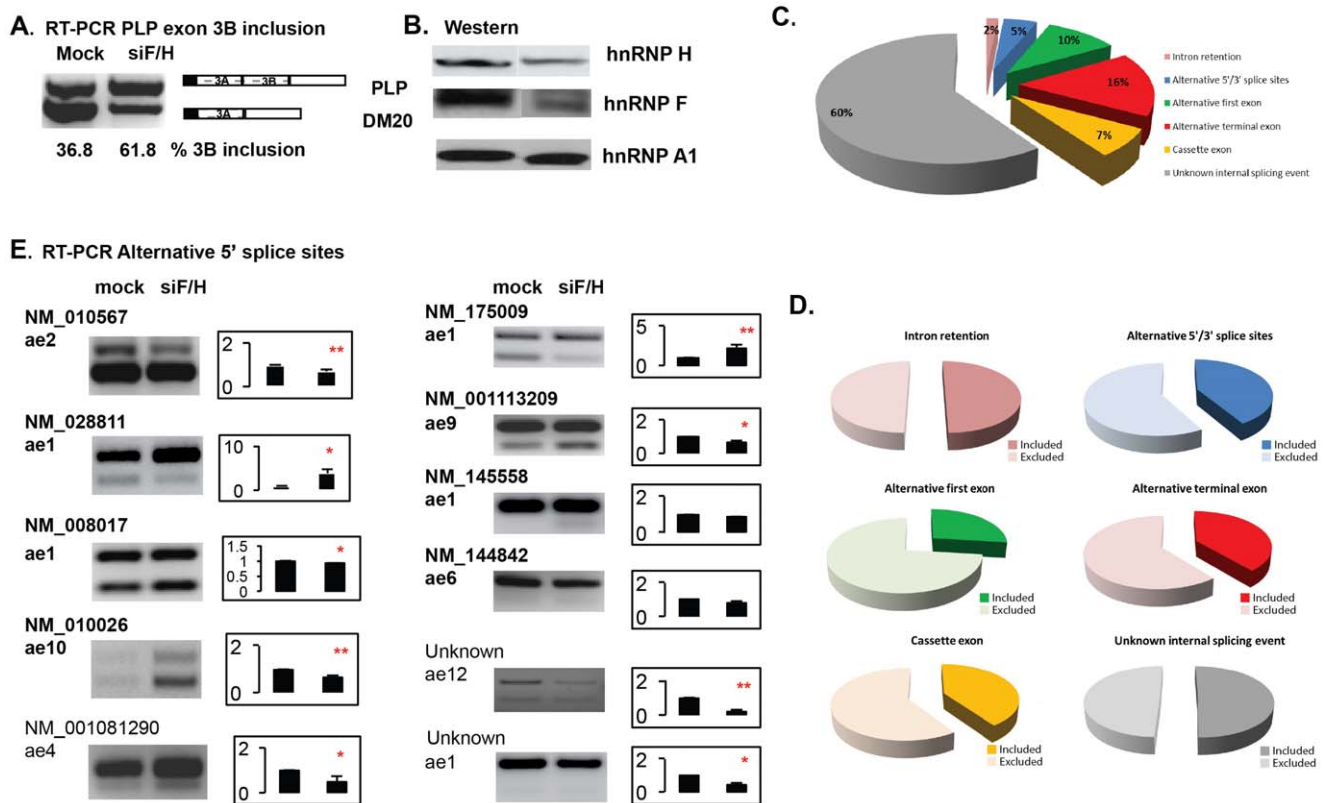 A. RT-PCR PLP exon 3B inclusion
Mock siF/H
3A 3B
3A
PLP
DM20
36.8 61.8 % 3B inclusion
B. Western
hnRNP H
hnRNP F
hnRNP A1
C.
2%
5%
10%
16%
7%
60%
Intron retention
Alternative 5'/3' splice sites
Alternative first exon
Alternative terminal exon
Cassette exon
Unknown internal splicing event
D.
Intron retention
Included
Excluded
Alternative 5'/3' splice sites
Included
Excluded
Alternative first exon
Included
Excluded
Alternative terminal exon
Included
Excluded
Cassette exon
Included
Excluded
Unknown internal splicing event
Included
Excluded
E. RT-PCR Alternative 5' splice sites
mock siF/H
NM_010567
ae2
2
0
**
NM_028811
ae1
10
0
*
NM_008017
ae1
1.5
1
0.5
0
*
NM_010026
ae10
2
0
**
NM_001081290
ae4
2
0
*
mock siF/H
NM_175009
ae1
5
0
**
NM_001113209
ae9
2
0
*
NM_145558
ae1
2
0
NM_144842
ae6
2
0
Unknown
ae12
2
0
**
Unknown
ae1
2
0
*